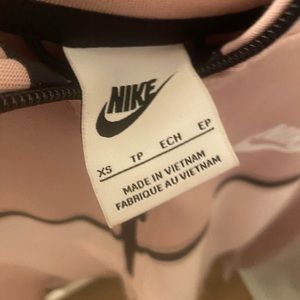 NIKE
XS TP ECH EP
MADE IN VIETNAM
FABRIQUE AU VIETNAM